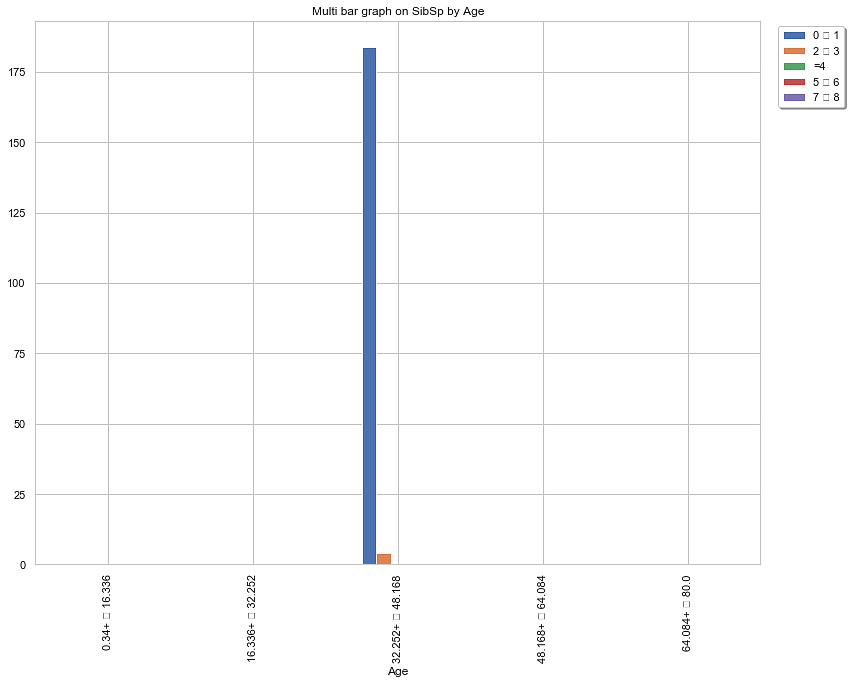 Multi bar graph on SibSp by Age
0 □ 1
2 □ 3
=4
5 □ 6
7 □ 8
175
150
125
100
75
50
25
0
0.34+ □ 16.336
16.336+ □ 32.252
32.252+ □ 48.168
48.168+ □ 64.084
64.084+ □ 80.0
Age